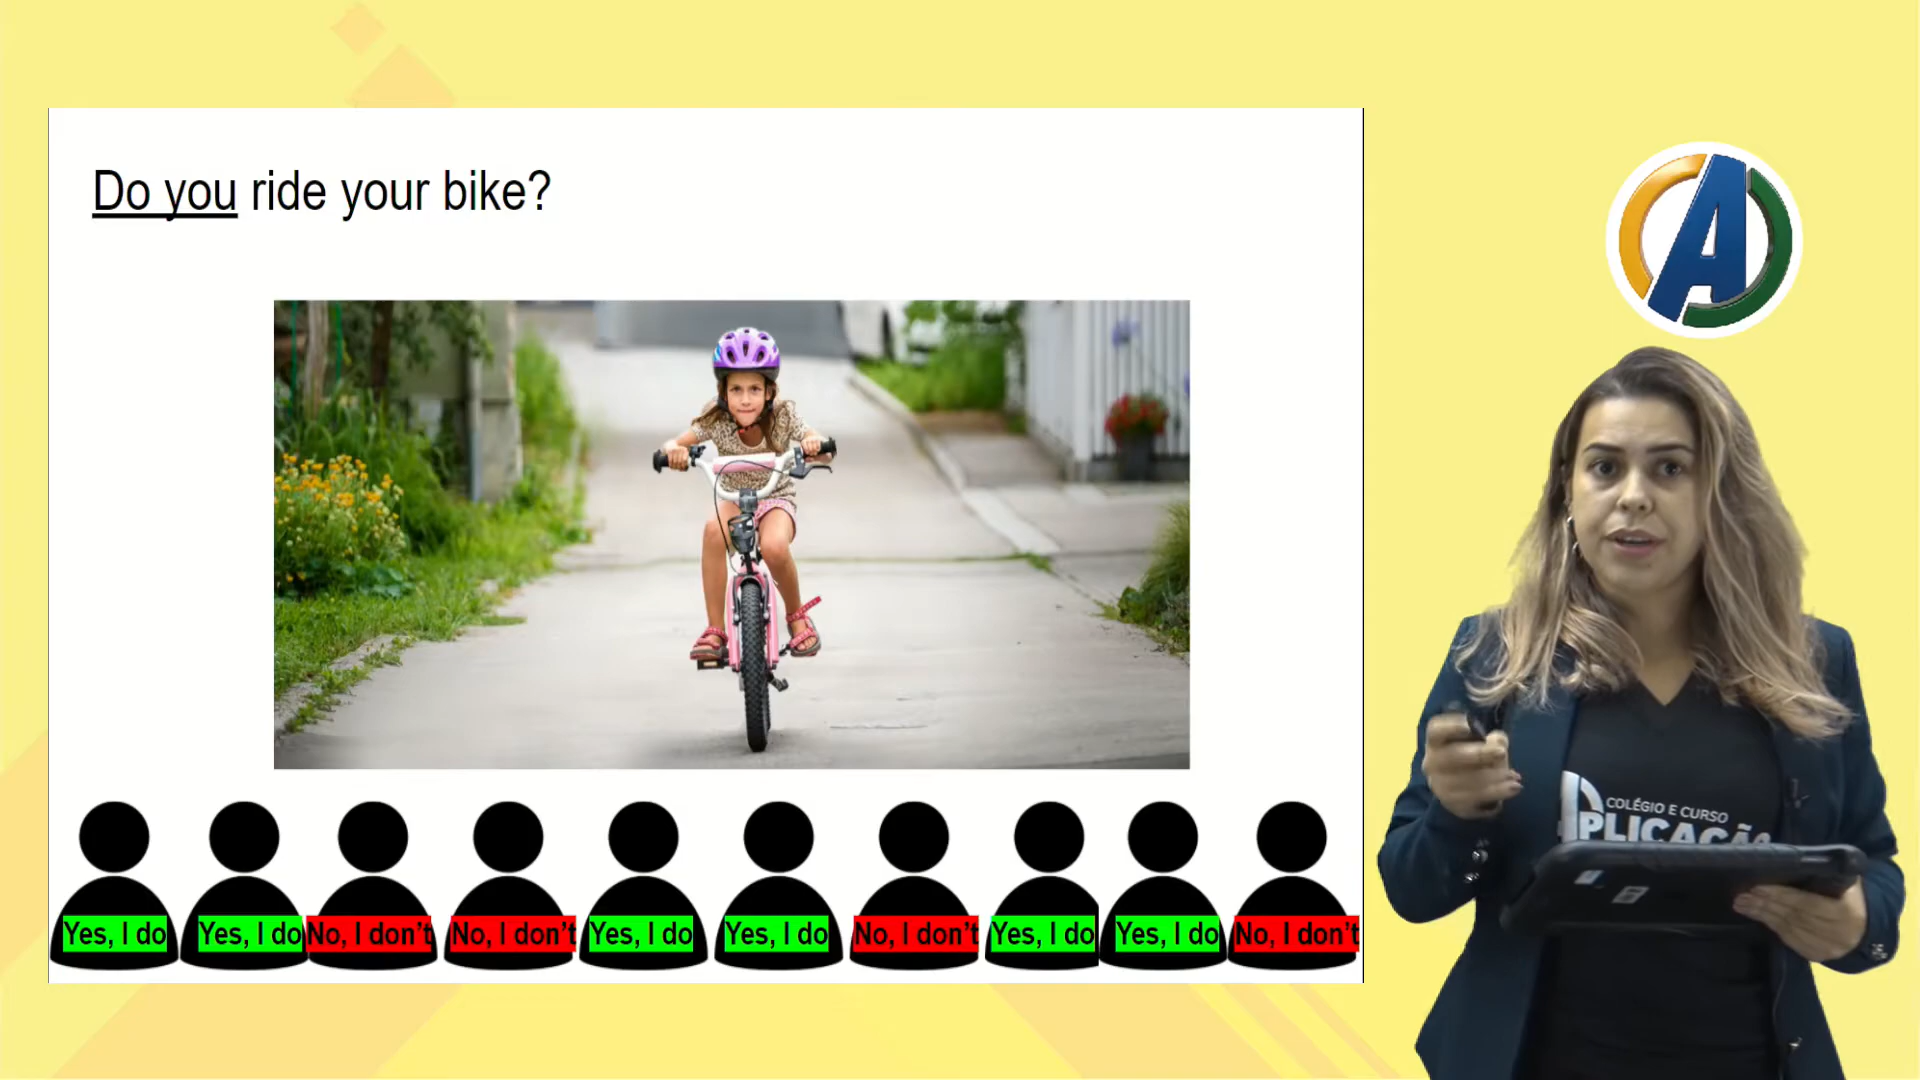 Do you ride your bike?
A
COLÉGIO E CURSO
APLICAÇÃO
Yes, I do
Yes, I do
No, I don't
No, I don't
Yes, I do
Yes, I do
No, I don't
Yes, I do
Yes, I do
No, I don't